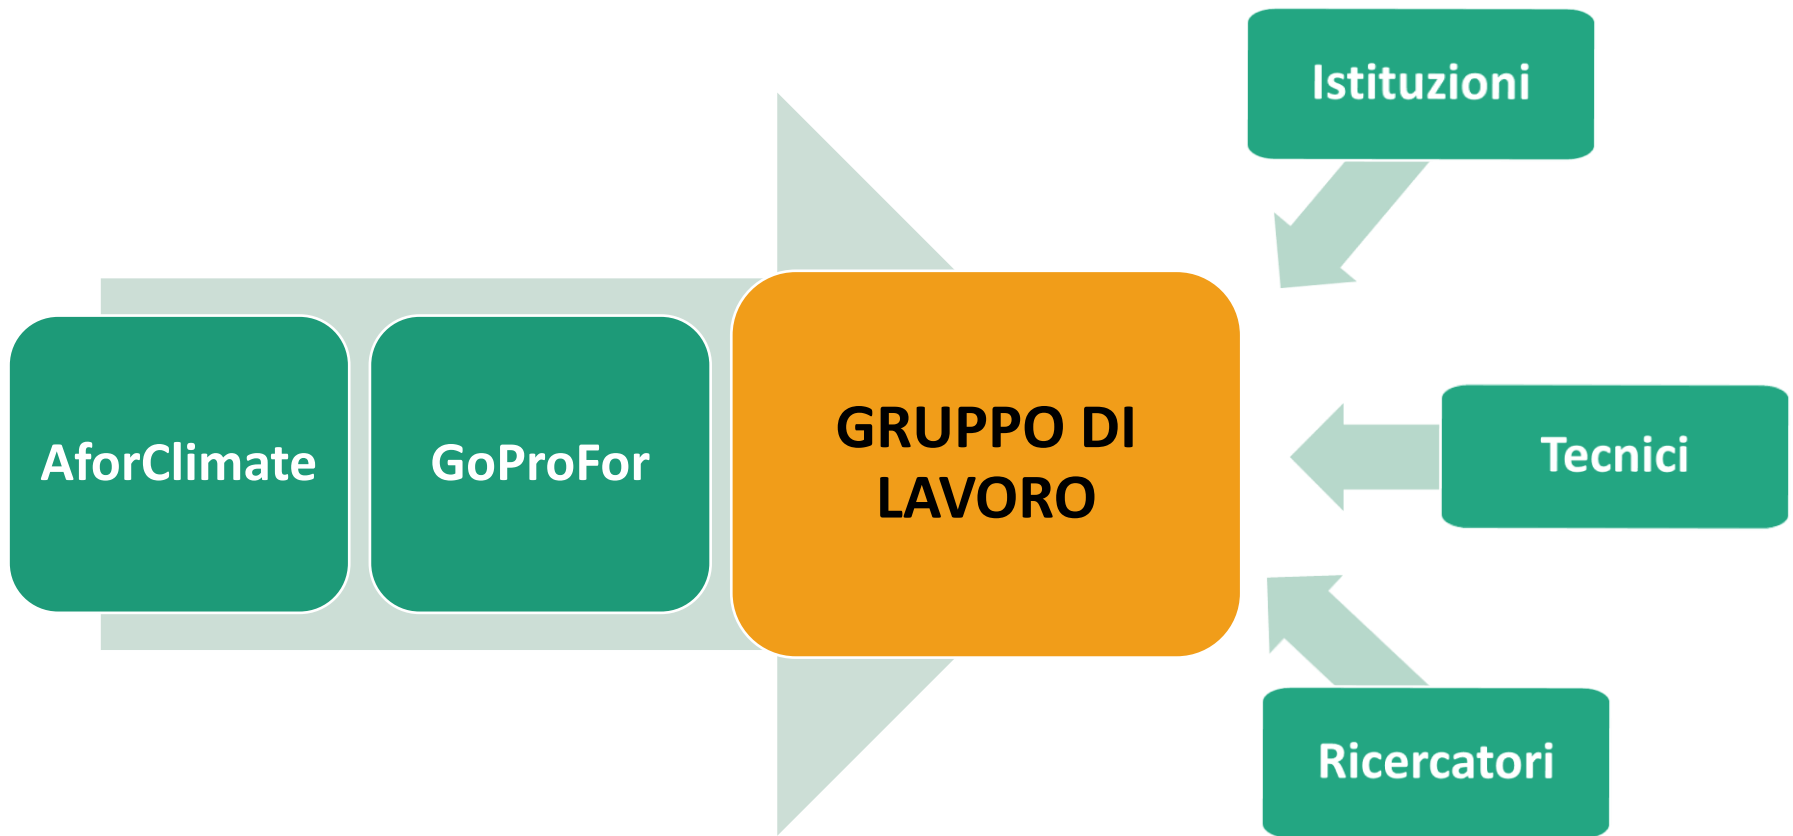 Istituzioni
AforClimate
GoProFor
GRUPPO DI
LAVORO
Tecnici
Ricercatori